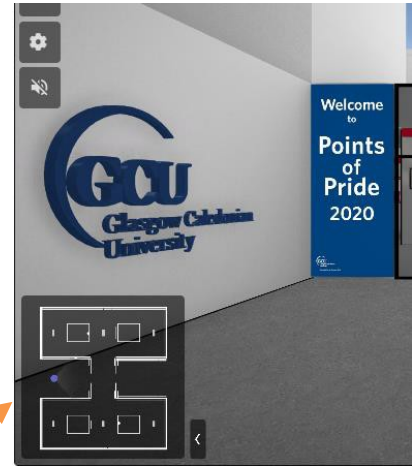 GCU
Glasgow Caledonian
University
Welcome
to
Points
of
Pride
2020